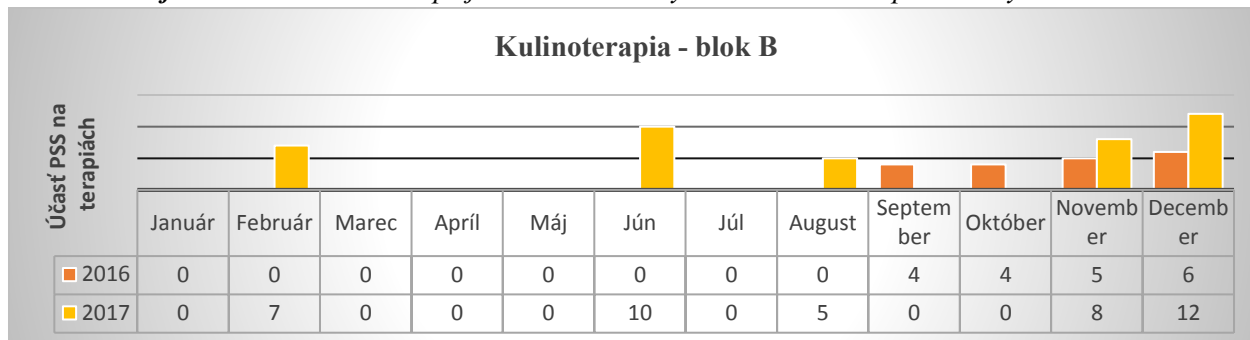 Kulinoterapia - blok B
Účasť PSS na
terapiách
Január Február Marec Apríl Máj Jún Júl August Septem
ber Október Novemb
er Decemb
er
2016 0 0 0 0 0 0 0 0 4 4 5 6
2017 0 7 0 0 0 10 0 5 0 0 8 12